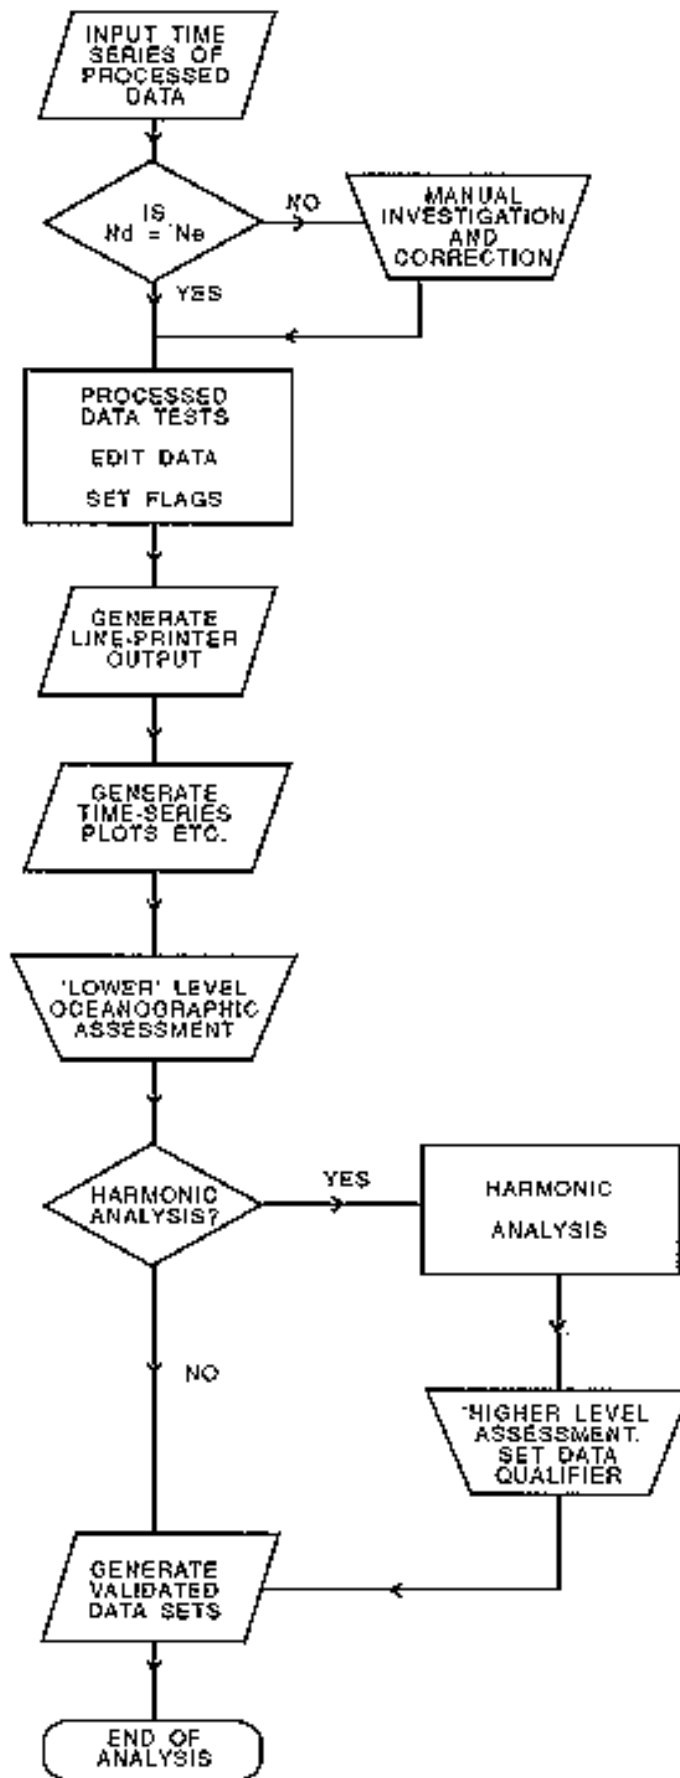 INPUT TIME
SERIES OF
PROCESSED
DATA
IS
Nd = Ne
NO
MANUAL
INVESTIGATION
AND
CORRECTION
YES
PROCESSED
DATA TESTS
EDIT DATA
SET FLAGS
GENERATE
LINE-PRINTER
OUTPUT
GENERATE
TIME-SERIES
PLOTS ETC.
'LOWER' LEVEL
OCEANOGRAPHIC
ASSESSMENT
HARMONIC
ANALYSIS?
YES
HARMONIC
ANALYSIS
NO
'HIGHER LEVEL
ASSESSMENT.
SET DATA
QUALIFIER
GENERATE
VALIDATED
DATA SETS
END OF
ANALYSIS